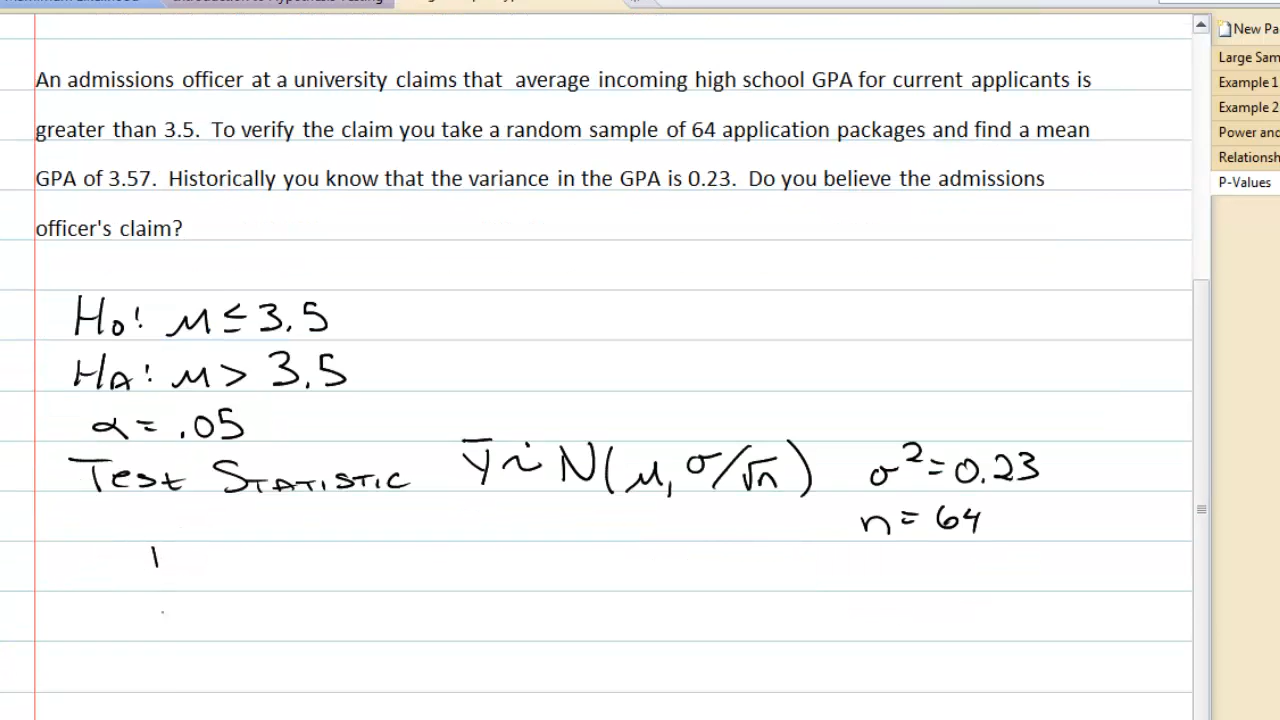 New Pa
Large Sam
Example 1
Example 2
Power and
Relationsh
P-Values
An admissions officer at a university claims that average incoming high school GPA for current applicants is
greater than 3.5. To verify the claim you take a random sample of 64 application packages and find a mean
GPA of 3.57. Historically you know that the variance in the GPA is 0.23. Do you believe the admissions
officer's claim?
H₀: μ ≤ 3.5
Hₐ: μ > 3.5
α = .05
TEST STATISTIC Ȳ ~ N(μ, σ/√n) σ² = 0.23
n = 64